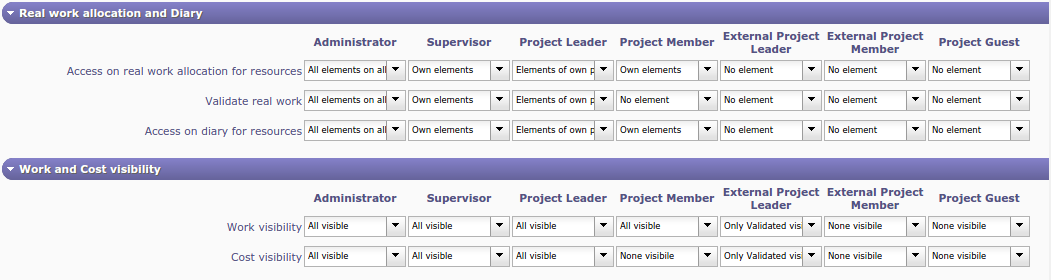 Real work allocation and Diary
Administrator Supervisor Project Leader Project Member External Project Leader External Project Member Project Guest
Access on real work allocation for resources All elements on all Own elements Elements of own p Own elements No element No element No element
Validate real work All elements on all Own elements Elements of own p No element No element No element No element
Access on diary for resources All elements on all Own elements Elements of own p Own elements No element No element No element
Work and Cost visibility
Administrator Supervisor Project Leader Project Member External Project Leader External Project Member Project Guest
Work visibility All visible All visible All visible All visible Only Validated visi None visibile None visibile
Cost visibility All visible All visible All visible None visibile Only Validated visi None visibile None visibile